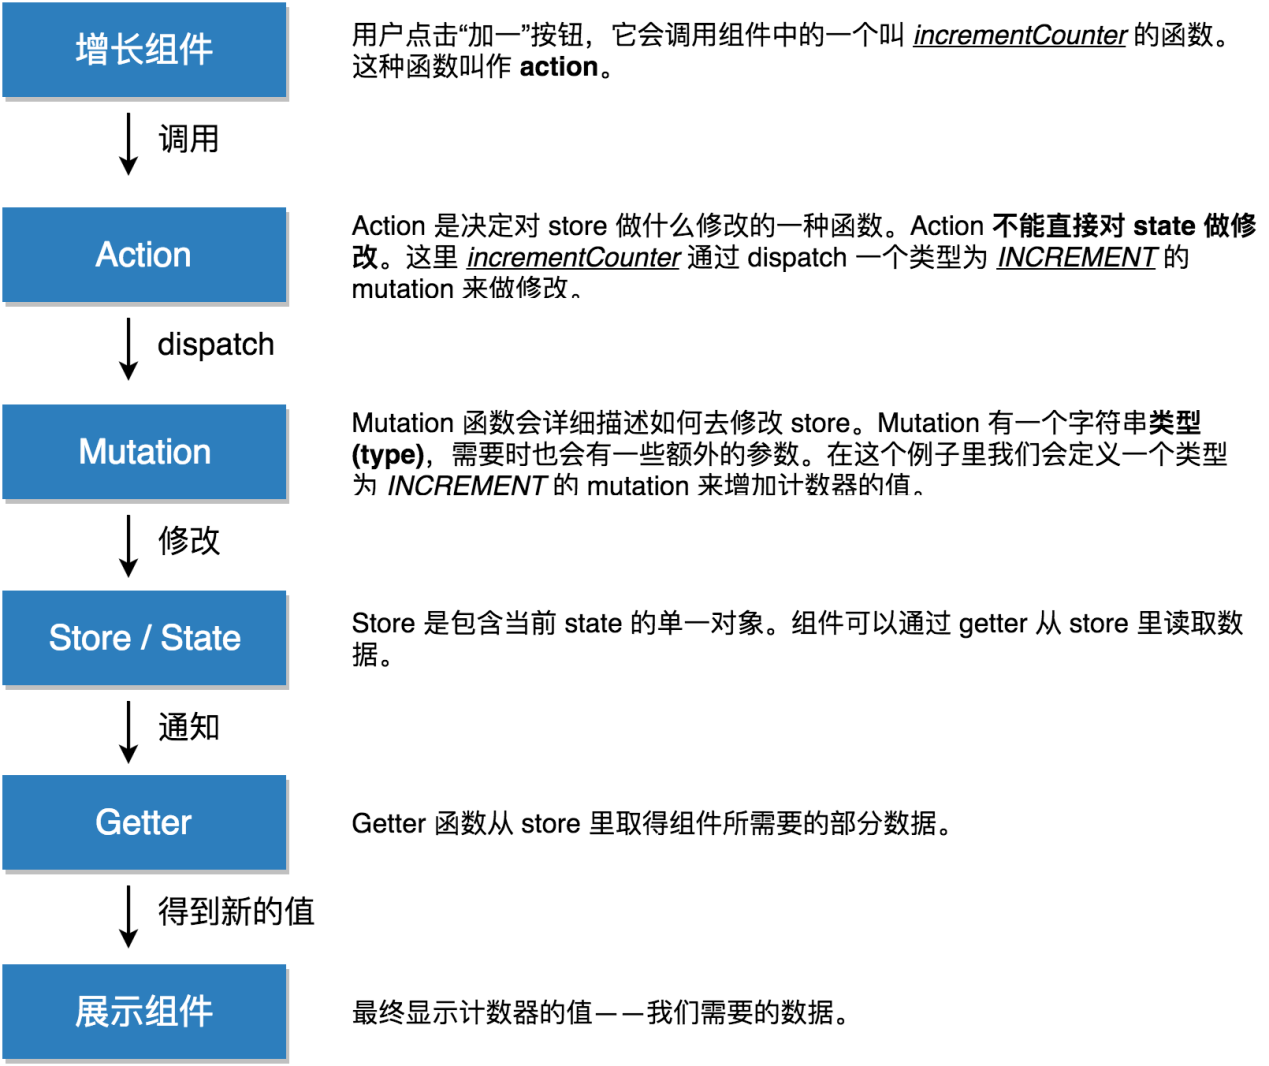 增长组件
用户点击“加一”按钮，它会调用组件中的一个叫 incrementCounter 的函数。
这种函数叫作 action。
调用
Action
Action 是决定对 store 做什么修改的一种函数。Action 不能直接对 state 做修
改。这里 incrementCounter 通过 dispatch 一个类型为 INCREMENT 的
mutation 来做修改。
dispatch
Mutation
Mutation 函数会详细描述如何去修改 store。Mutation 有一个字符串类型
(type)，需要时也会有一些额外的参数。在这个例子里我们会定义一个类型
为 INCREMENT 的 mutation 来增加计数器的值。
修改
Store / State
Store 是包含当前 state 的单一对象。组件可以通过 getter 从 store 里读取数
据。
通知
Getter
Getter 函数从 store 里取得组件所需要的部分数据。
得到新的值
展示组件
最终显示计数器的值——我们需要的数据。